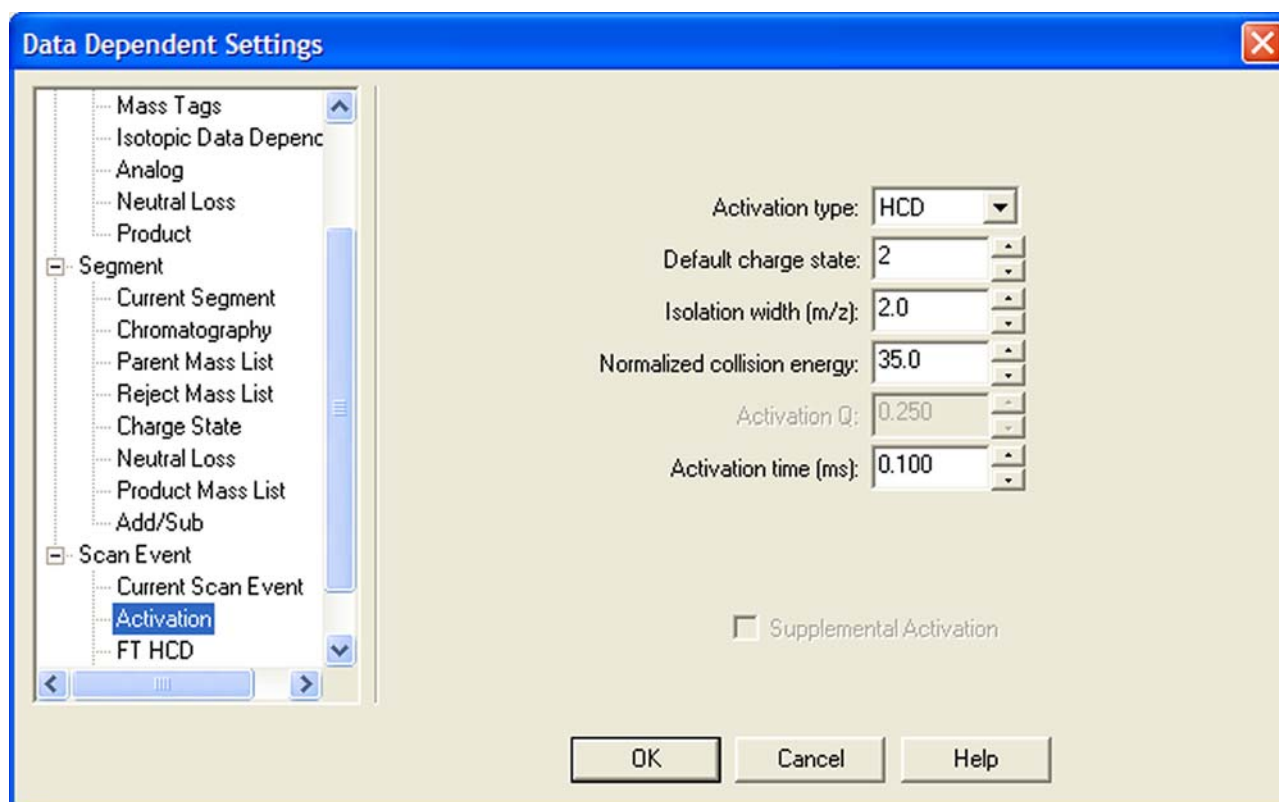 Data Dependent Settings
Mass Tags
Isotopic Data Depend
Analog
Neutral Loss
Product
Segment
Current Segment
Chromatography
Parent Mass List
Reject Mass List
Charge State
Neutral Loss
Product Mass List
Add/Sub
Scan Event
Current Scan Event
Activation
FT HCD
Activation type: HCD
Default charge state: 2
Isolation width (m/z): 2.0
Normalized collision energy: 35.0
Activation Q: 0.250
Activation time (ms): 0.100
Supplemental Activation
OK Cancel Help